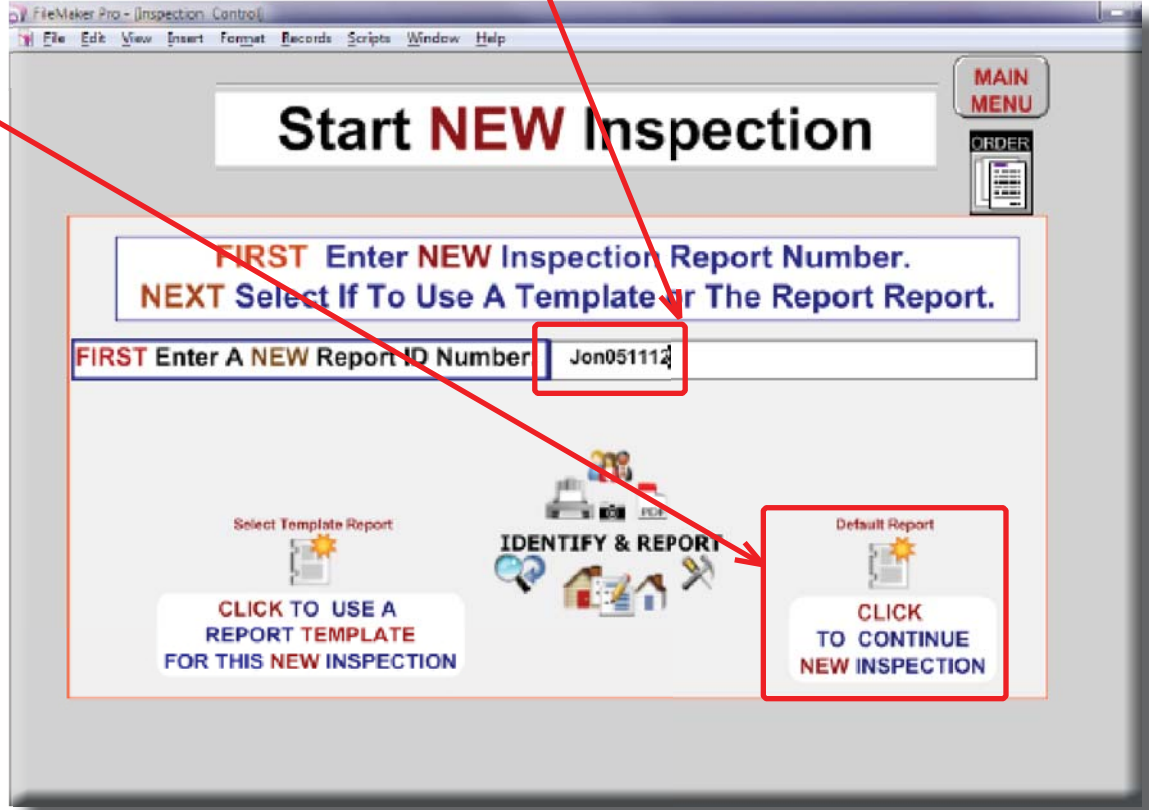 FileMaker Pro - [Inspection Control]
File Edit View Insert Format Records Scripts Window Help
MAIN
MENU
Start NEW Inspection
ORDER
FIRST Enter NEW Inspection Report Number.
NEXT Select If To Use A Template or The Report Report.
FIRST Enter A NEW Report ID Number. Jon051112
PDF
IDENTIFY & REPORT
Select Template Report
CLICK TO USE A
REPORT TEMPLATE
FOR THIS NEW INSPECTION
Default Report
CLICK
TO CONTINUE
NEW INSPECTION